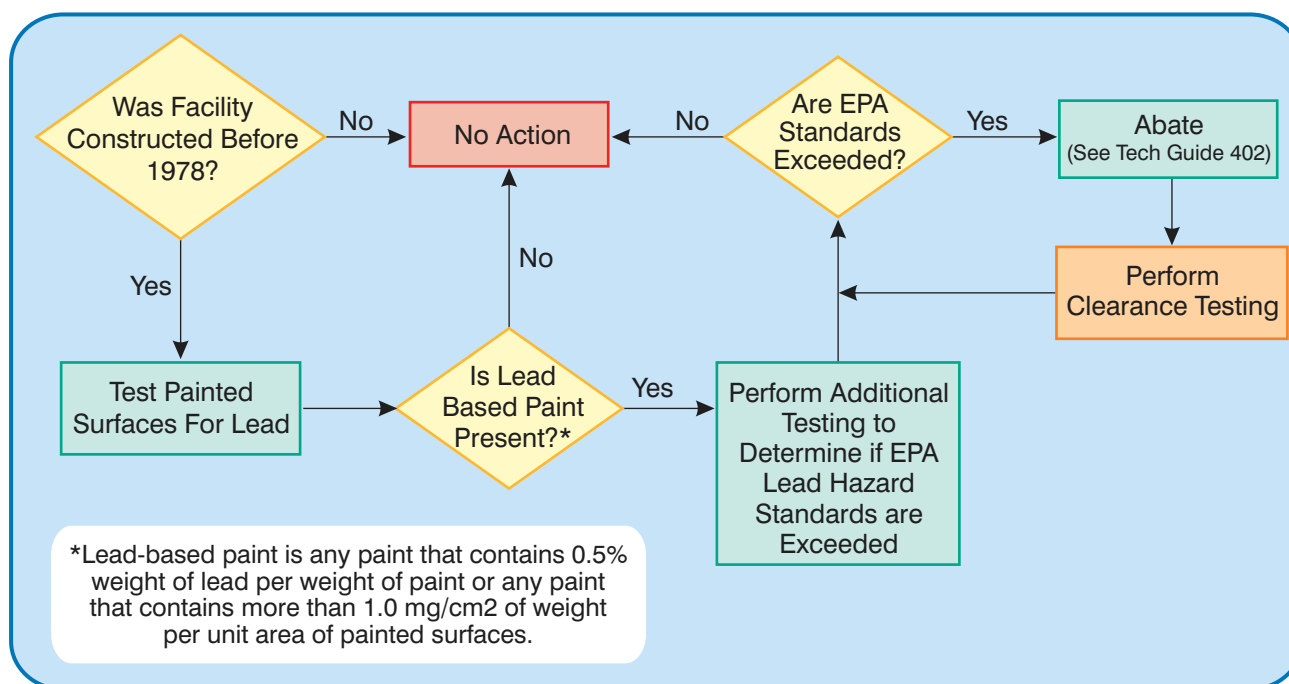 Was Facility
Constructed Before
1978?
No
No Action
No
Are EPA
Standards
Exceeded?
Yes
Abate
(See Tech Guide 402)
Yes
No
Perform
Clearance Testing
Test Painted
Surfaces For Lead
Is Lead
Based Paint
Present?*
Yes
Perform Additional
Testing to
Determine if EPA
Lead Hazard
Standards are
Exceeded
*Lead-based paint is any paint that contains 0.5%
weight of lead per weight of paint or any paint
that contains more than 1.0 mg/cm2 of weight
per unit area of painted surfaces.